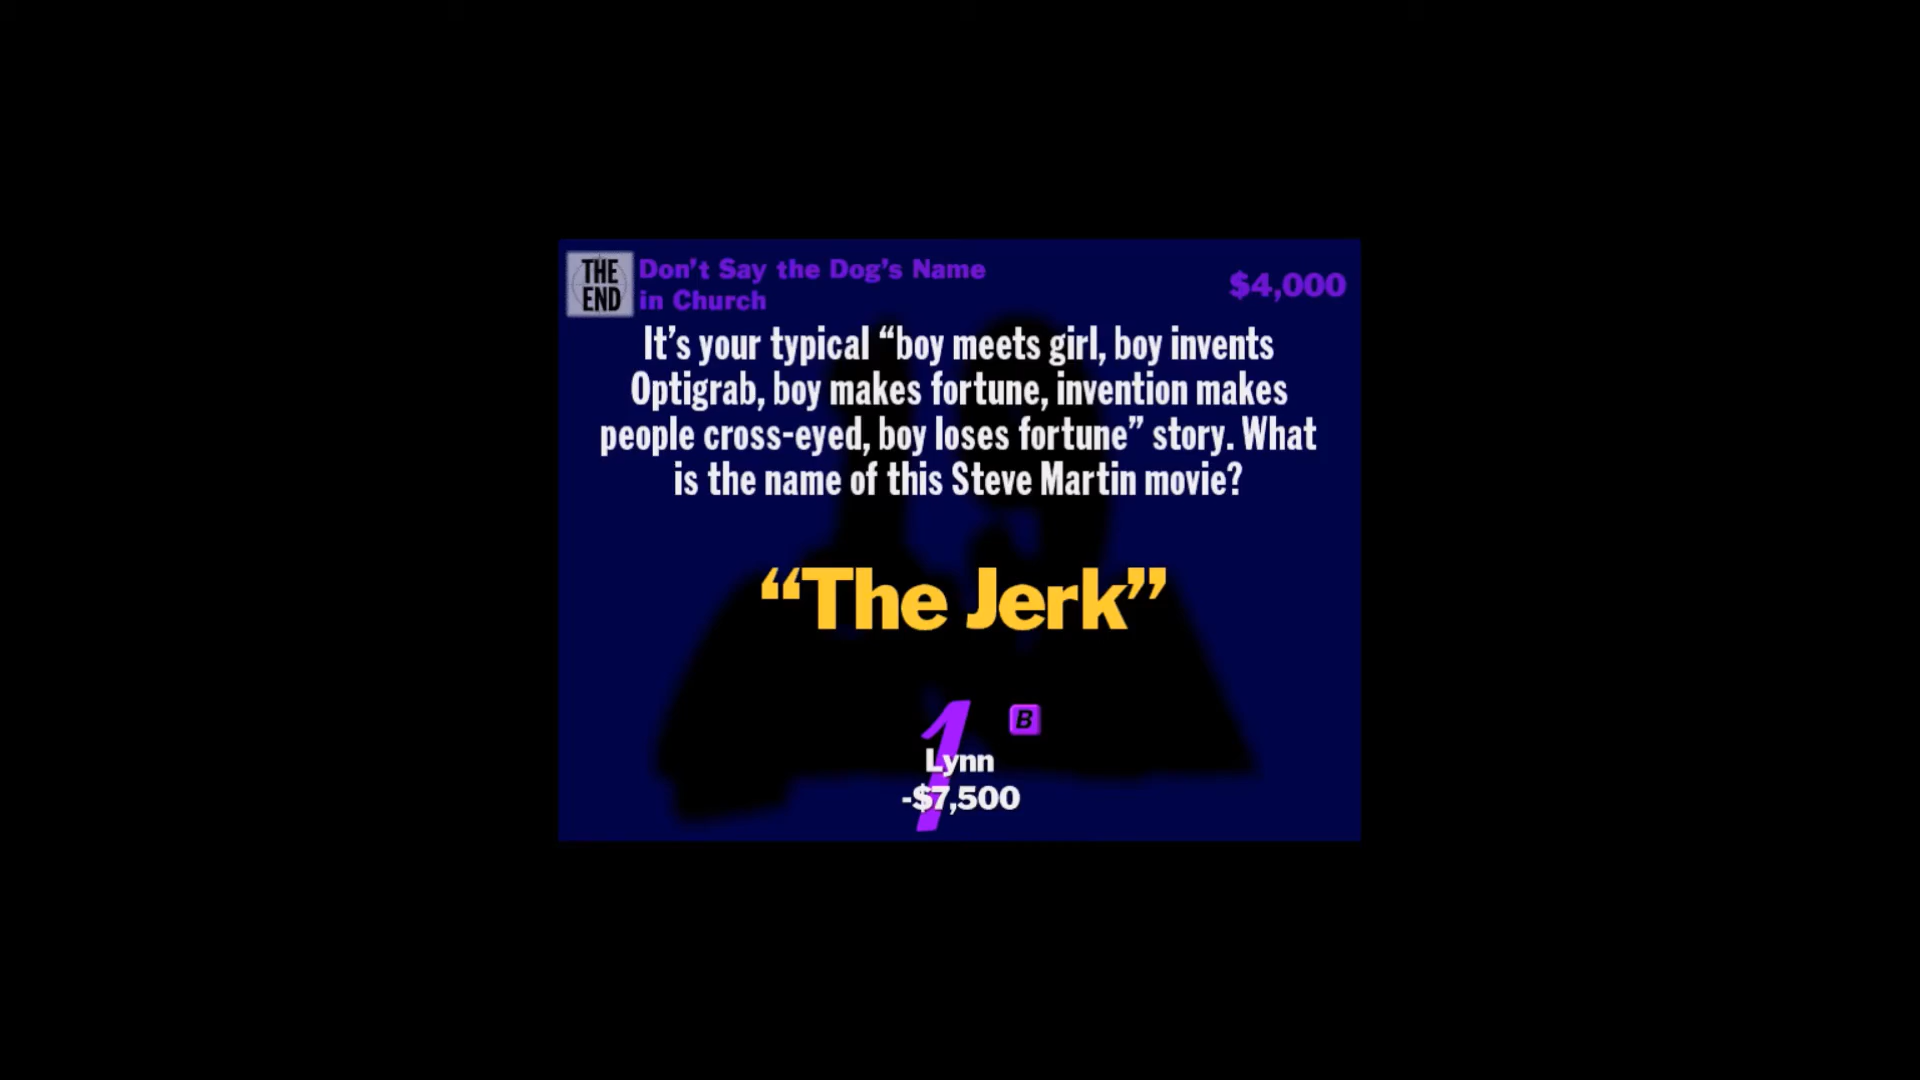 THE
END
Don't Say the Dog's Name
in Church
$4,000
It's your typical “boy meets girl, boy invents
Optigrab, boy makes fortune, invention makes
people cross-eyed, boy loses fortune” story. What
is the name of this Steve Martin movie?
“The Jerk”
1
B
Lynn
-$7,500